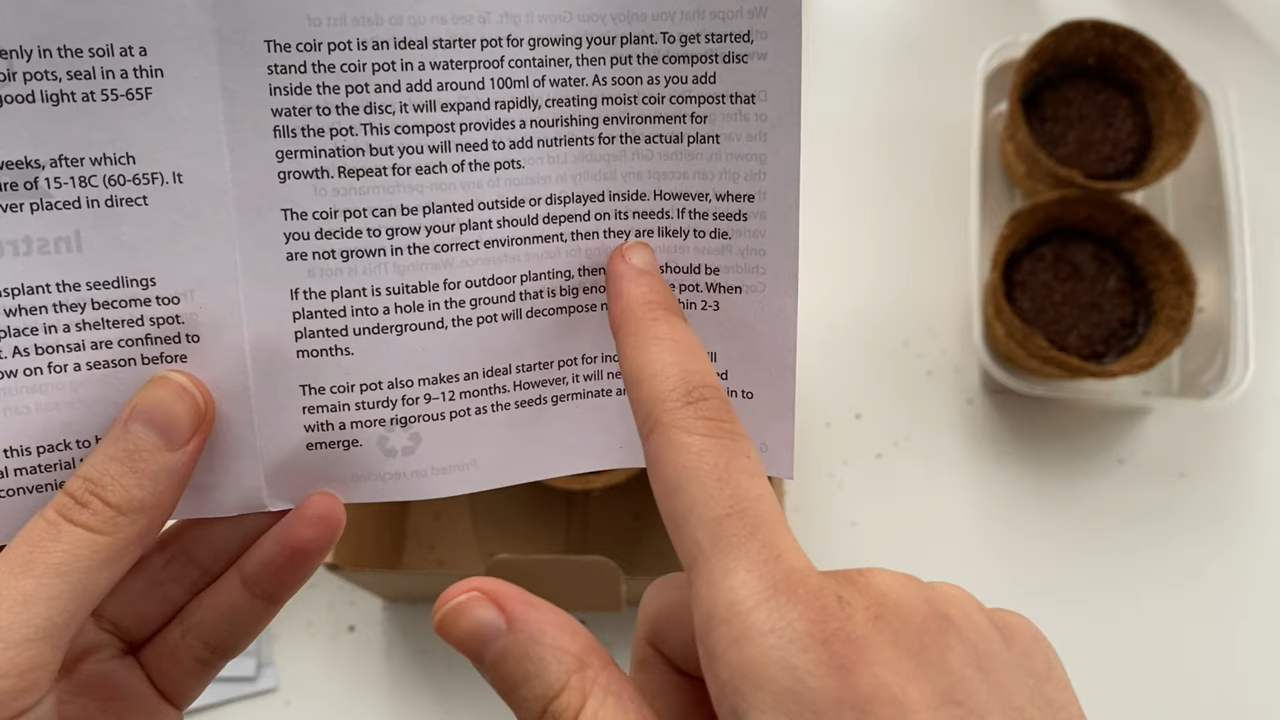 enly in the soil at a
oir pots, seal in a thin
good light at 55-65F
weeks, after which
re of 15-18C (60-65F). It
ver placed in direct
nsplant the seedlings
when they become too
place in a sheltered spot.
. As bonsai are confined to
ow on for a season before
this pack to
al material
convenie
The coir pot is an ideal starter pot for growing your plant. To get started,
stand the coir pot in a waterproof container, then put the compost disc
inside the pot and add around 100ml of water. As soon as you add
water to the disc, it will expand rapidly, creating moist coir compost that
fills the pot. This compost provides a nourishing environment for
germination but you will need to add nutrients for the actual plant
growth. Repeat for each of the pots.
The coir pot can be planted outside or displayed inside. However, where
you decide to grow your plant should depend on its needs. If the seeds
are not grown in the correct environment, then they are likely to die.
If the plant is suitable for outdoor planting, then should be
planted into a hole in the ground that is big eno e pot. When
planted underground, the pot will decompose n hin 2-3
months.
The coir pot also makes an ideal starter pot for ind ll
remain sturdy for 9–12 months. However, it will ne d
with a more rigorous pot as the seeds germinate an in to
emerge.